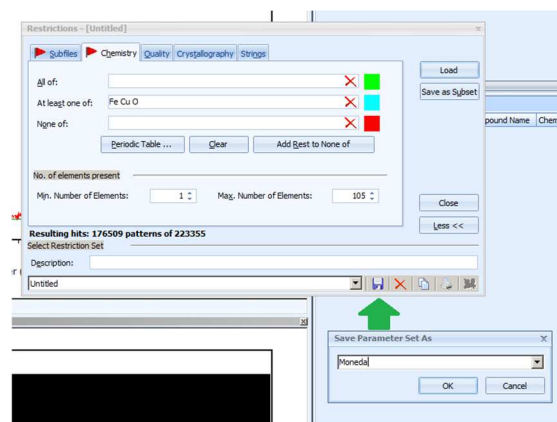 Restrictions - [Untitled]
Subfiles Chemistry Quality Crystallography Strings
Load
All of:
Save as Subset
At least one of: Fe Cu O
None of:
pound Name Chem
Periodic Table ... Clear Add Rest to None of
No. of elements present
Min. Number of Elements: 1 Max. Number of Elements: 105
Close
Less <<
Resulting hits: 176509 patterns of 223355
Select Restriction Set
Description:
Untitled
Save Parameter Set As
Moneda
OK Cancel